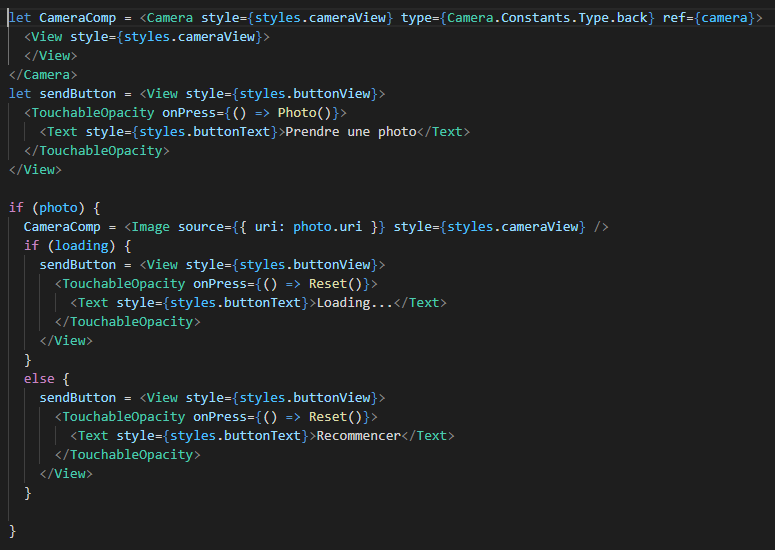 let CameraComp = <Camera style={styles.cameraView} type={Camera.Constants.Type.back} ref={camera}>
  <View style={styles.cameraView}>
  </View>
</Camera>
let sendButton = <View style={styles.buttonView}>
  <TouchableOpacity onPress={() => Photo()}>
    <Text style={styles.buttonText}>Prendre une photo</Text>
  </TouchableOpacity>
</View>

if (photo) {
  CameraComp = <Image source={{ uri: photo.uri }} style={styles.cameraView} />
  if (loading) {
    sendButton = <View style={styles.buttonView}>
      <TouchableOpacity onPress={() => Reset()}>
        <Text style={styles.buttonText}>Loading...</Text>
      </TouchableOpacity>
    </View>
  }
  else {
    sendButton = <View style={styles.buttonView}>
      <TouchableOpacity onPress={() => Reset()}>
        <Text style={styles.buttonText}>Recommencer</Text>
      </TouchableOpacity>
    </View>
  }

}